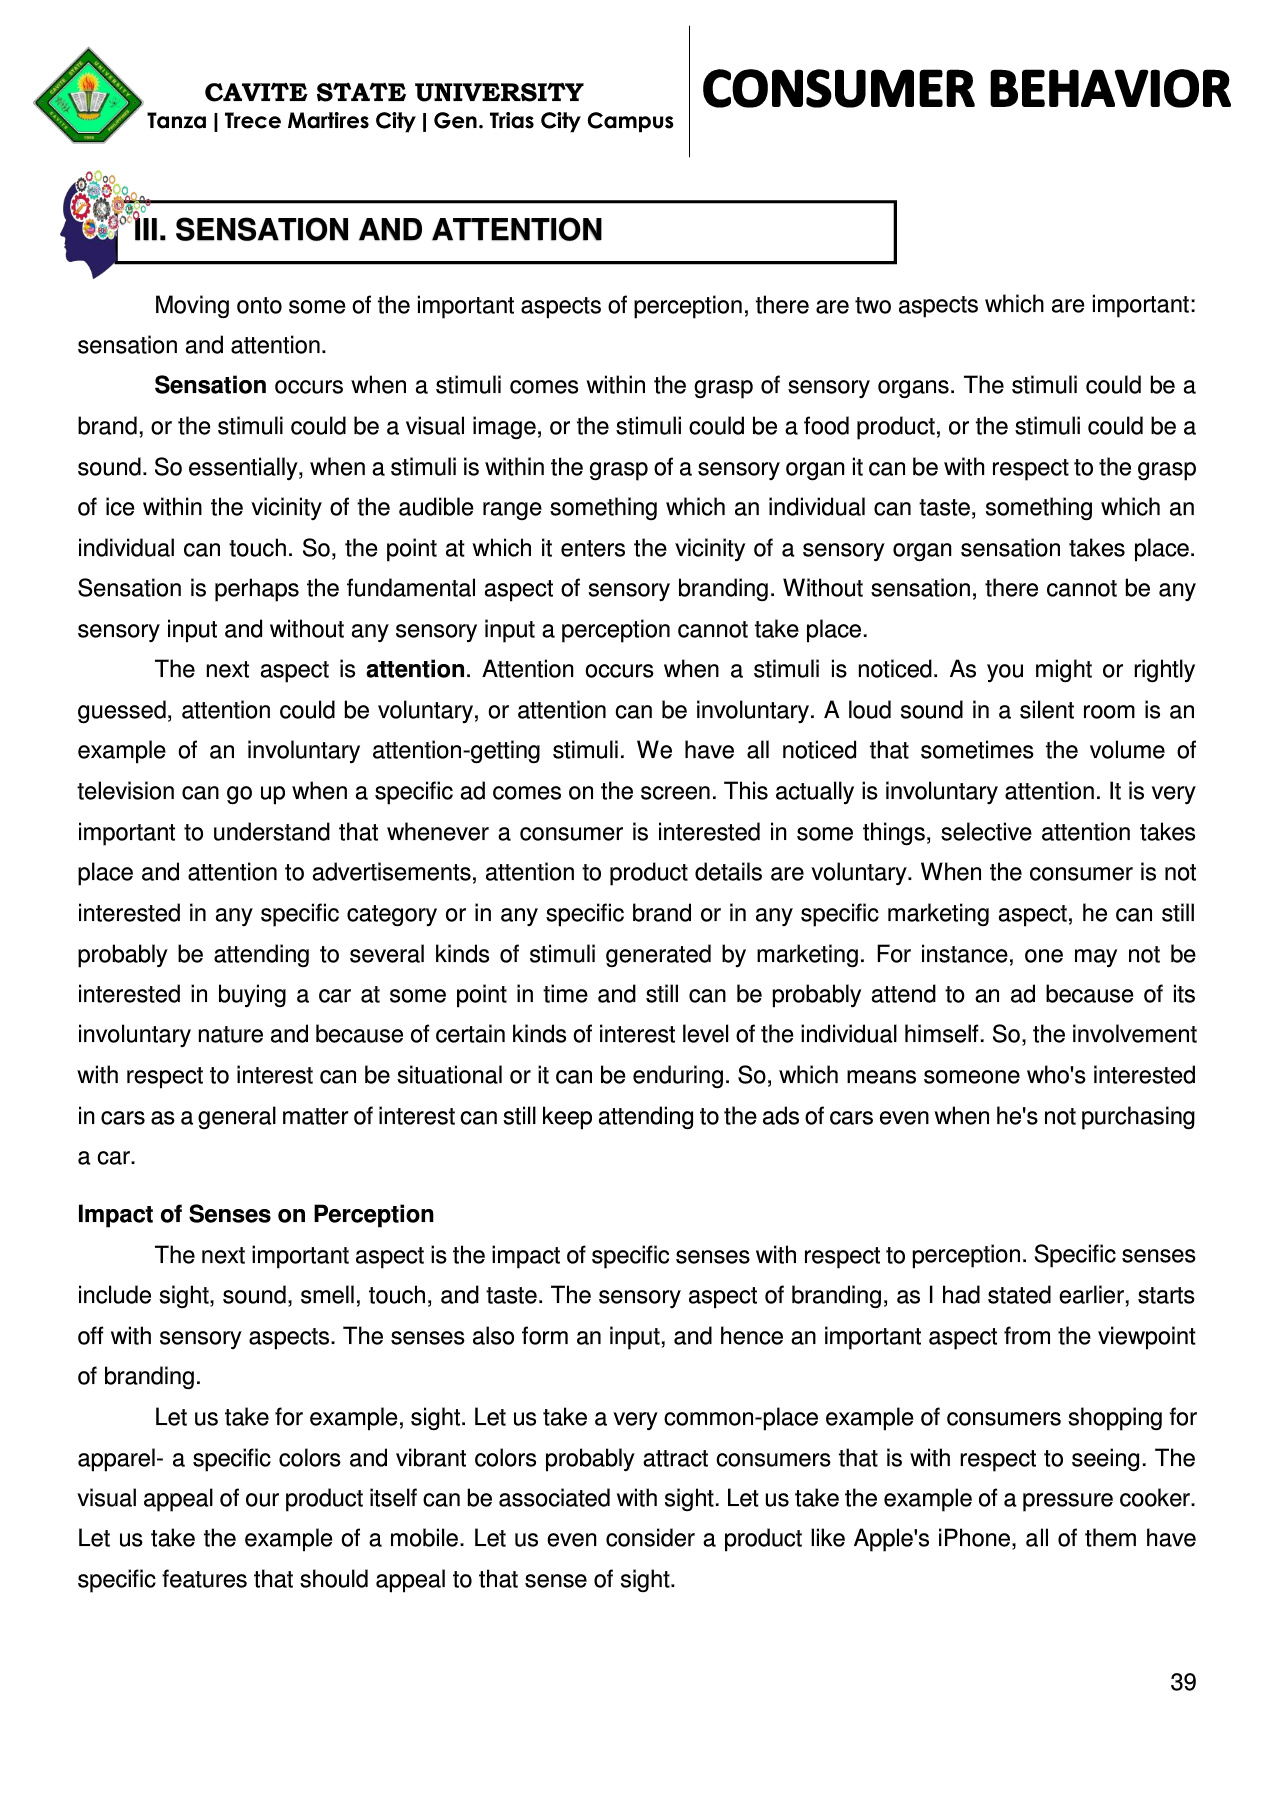 CAVITE STATE UNIVERSITY
Tanza | Trece Martires City | Gen. Trias City Campus
CONSUMER BEHAVIOR
III. SENSATION AND ATTENTION
Moving onto some of the important aspects of perception, there are two aspects which are important:
sensation and attention.
Sensation occurs when a stimuli comes within the grasp of sensory organs. The stimuli could be a
brand, or the stimuli could be a visual image, or the stimuli could be a food product, or the stimuli could be a
sound. So essentially, when a stimuli is within the grasp of a sensory organ it can be with respect to the grasp
of ice within the vicinity of the audible range something which an individual can taste, something which an
individual can touch. So, the point at which it enters the vicinity of a sensory organ sensation takes place.
Sensation is perhaps the fundamental aspect of sensory branding. Without sensation, there cannot be any
sensory input and without any sensory input a perception cannot take place.
The next aspect is attention. Attention occurs when a stimuli is noticed. As you might or rightly
guessed, attention could be voluntary, or attention can be involuntary. A loud sound in a silent room is an
example of an involuntary attention-getting stimuli. We have all noticed that sometimes the volume of
television can go up when a specific ad comes on the screen. This actually is involuntary attention. It is very
important to understand that whenever a consumer is interested in some things, selective attention takes
place and attention to advertisements, attention to product details are voluntary. When the consumer is not
interested in any specific category or in any specific brand or in any specific marketing aspect, he can still
probably be attending to several kinds of stimuli generated by marketing. For instance, one may not be
interested in buying a car at some point in time and still can be probably attend to an ad because of its
involuntary nature and because of certain kinds of interest level of the individual himself. So, the involvement
with respect to interest can be situational or it can be enduring. So, which means someone who's interested
in cars as a general matter of interest can still keep attending to the ads of cars even when he's not purchasing
a car.
Impact of Senses on Perception
The next important aspect is the impact of specific senses with respect to perception. Specific senses
include sight, sound, smell, touch, and taste. The sensory aspect of branding, as I had stated earlier, starts
off with sensory aspects. The senses also form an input, and hence an important aspect from the viewpoint
of branding.
Let us take for example, sight. Let us take a very common-place example of consumers shopping for
apparel- a specific colors and vibrant colors probably attract consumers that is with respect to seeing. The
visual appeal of our product itself can be associated with sight. Let us take the example of a pressure cooker.
Let us take the example of a mobile. Let us even consider a product like Apple's iPhone, all of them have
specific features that should appeal to that sense of sight.
39